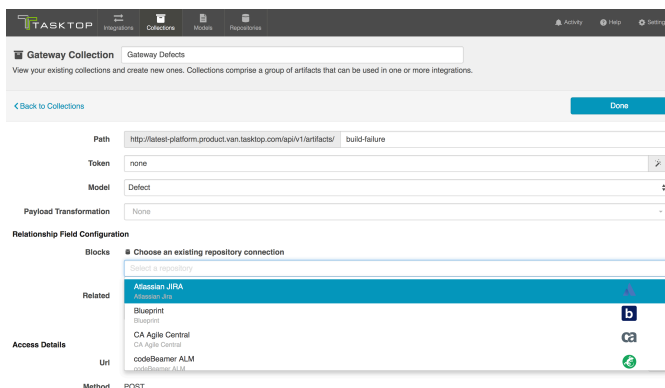 TASKTOP
Integrations
Collections
Models
Repositories
Activity
Help
Setting
Gateway Collection
Gateway Defects
View your existing collections and create new ones. Collections comprise a group of artifacts that can be used in one or more integrations.
Back to Collections
Done
Path
http://latest-platform.product.van.tasktop.com/api/v1/artifacts/
build-failure
Token
none
Model
Defect
Payload Transformation
None
Relationship Field Configuration
Blocks
Choose an existing repository connection
Select a repository
Related
Atlassian JIRA
Atlassian Jira
Blueprint
Blueprint
b
CA Agile Central
CA Agile Central
ca
Access Details
Url
codeBeamer ALM
codeBeamer ALM
Method
POST